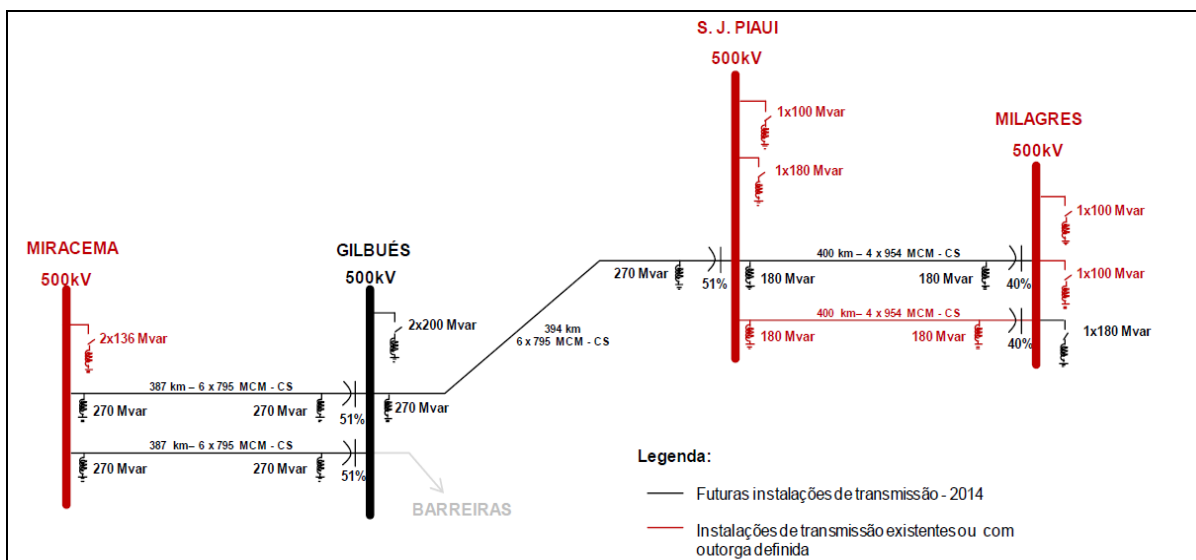 S. J. PIAUI
500kV
1x100 Mvar
1x180 Mvar
MILAGRES
500kV
1x100 Mvar
1x100 Mvar
1x180 Mvar
MIRACEMA
500kV
2x136 Mvar
GILBUÉS
500kV
2x200 Mvar
270 Mvar
51%
400 km– 4 x 954 MCM - CS
180 Mvar
180 Mvar
40%
400 km– 4 x 954 MCM - CS
180 Mvar
180 Mvar
40%
394 km
6 x 795 MCM - CS
387 km– 6 x 795 MCM - CS
270 Mvar
270 Mvar
51%
270 Mvar
387 km– 6 x 795 MCM - CS
270 Mvar
270 Mvar
51%
BARREIRAS
Legenda:
Futuras instalações de transmissão - 2014
Instalações de transmissão existentes ou com
outorga definida